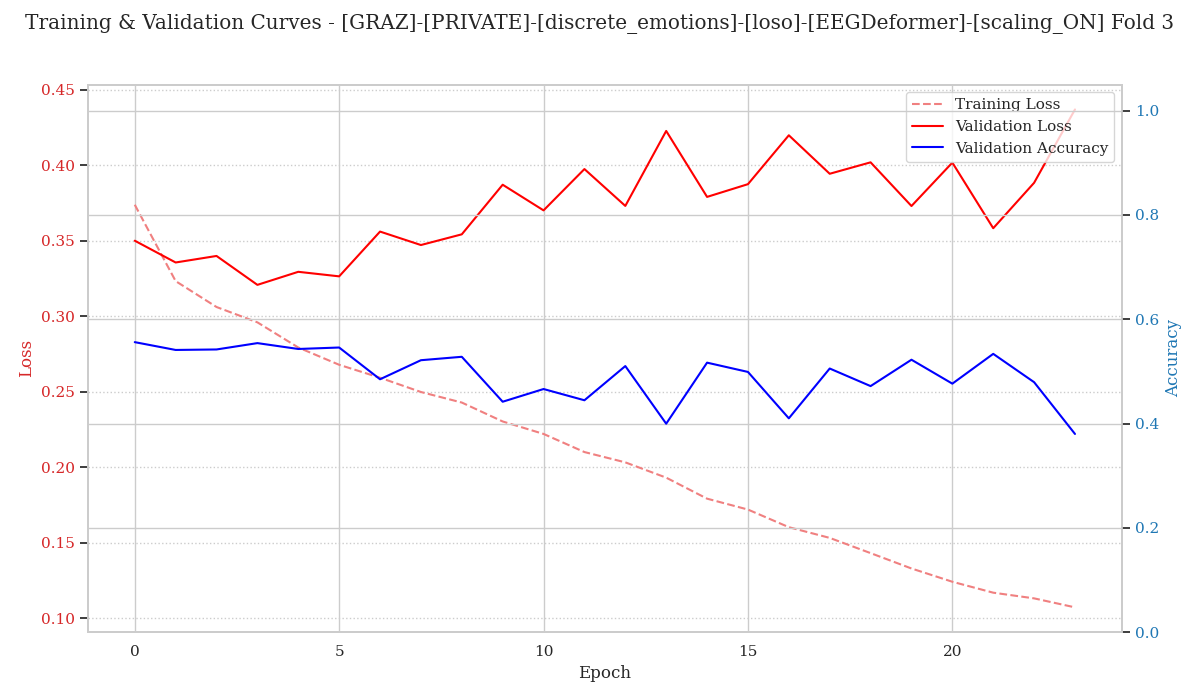 Training & Validation Curves - [GRAZ]-[PRIVATE]-[discrete_emotions]-[loso]-[EEGDeformer]-[scaling_ON] Fold 3
Training Loss
Validation Loss
Validation Accuracy
0.45
0.40
0.35
0.30
0.25
0.20
0.15
0.10
Loss
1.0
0.8
0.6
0.4
0.2
0.0
Accuracy
0
5
10
15
20
Epoch